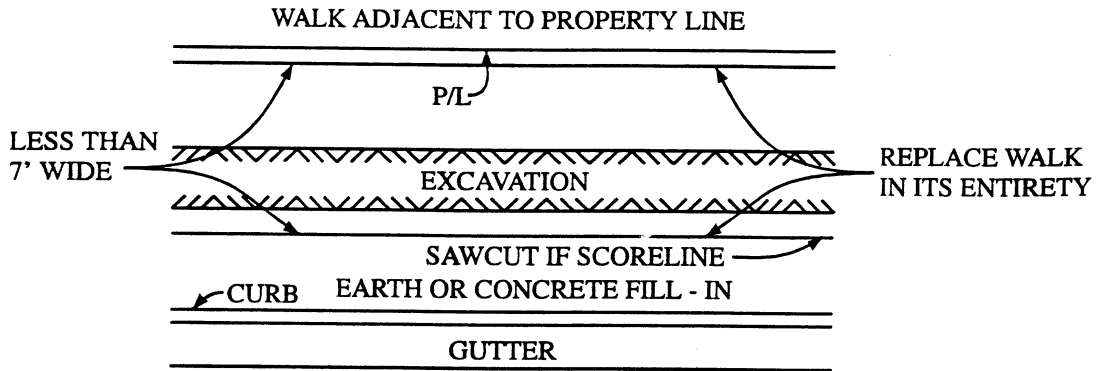 WALK ADJACENT TO PROPERTY LINE
P/L
LESS THAN
7' WIDE
EXCAVATION
REPLACE WALK
IN ITS ENTIRETY
SAWCUT IF SCORELINE
EARTH OR CONCRETE FILL - IN
CURB
GUTTER